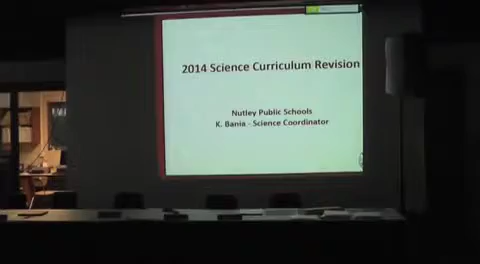 2014 Science Curriculum Revision
Nutley Public Schools
K. Bania - Science Coordinator